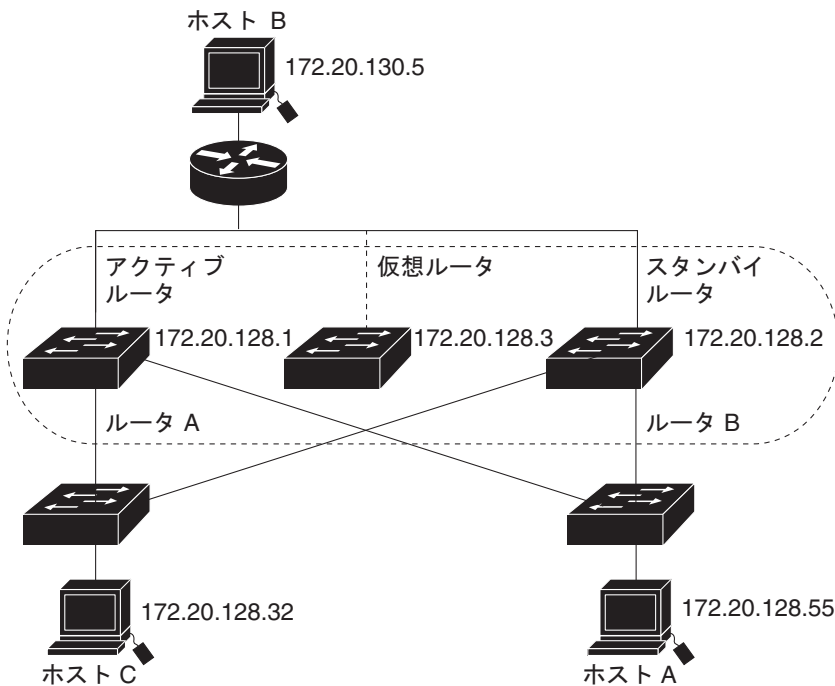 ホスト B
172.20.130.5
アクティブ
ルータ
仮想ルータ
スタンバイ
ルータ
172.20.128.1
172.20.128.3
172.20.128.2
ルータ A
ルータ B
172.20.128.32
172.20.128.55
ホスト C
ホスト A